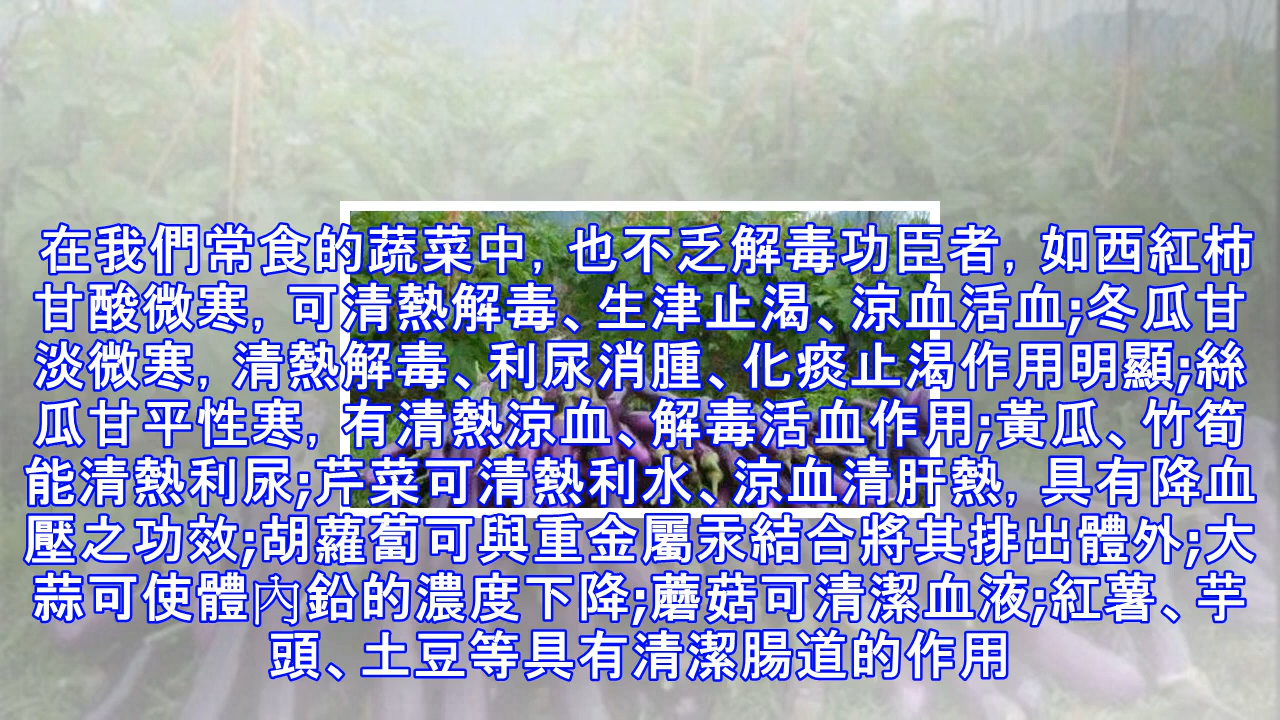 在我們常食的蔬菜中, 也不乏解毒功臣者, 如西紅柿
甘酸微寒, 可清熱解毒、生津止渴、涼血活血;冬瓜甘
淡微寒, 清熱解毒、利尿消腫、化痰止渴作用明顯;絲
瓜甘平性寒, 有清熱涼血、解毒活血作用;黃瓜、竹筍
能清熱利尿;芹菜可清熱利水、涼血清肝熱, 具有降血
壓之功效;胡蘿蔔可與重金屬汞結合將其排出體外;大
蒜可使體內鉛的濃度下降;蘑菇可清潔血液;紅薯、芋
頭、土豆等具有清潔腸道的作用